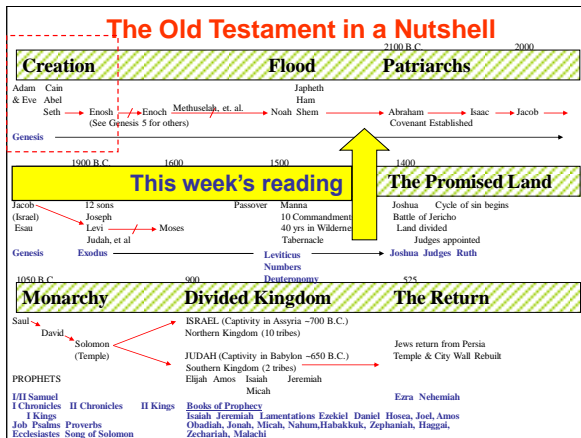 The Old Testament in a Nutshell
2100 B.C. 2000
Creation Flood Patriarchs
Adam Cain Japheth
& Eve Abel Ham
Seth Enosh Enoch Methuselah, et. al. Noah Shem Abraham Isaac Jacob
(See Genesis 5 for others) Covenant Established
Genesis
1900 B.C. 1600 1500 1400
This week's reading The Promised Land
Jacob 12 sons Passover Manna Joshua Cycle of sin begins
(Israel) Joseph 10 Commandment Battle of Jericho
Esau Levi Moses 40 yrs in Wilderne Land divided
Judah, et al Tabernacle Judges appointed
Genesis Exodus Leviticus Joshua Judges Ruth
Numbers
Deuteronomy
1050 B.C. 900 525
Monarchy Divided Kingdom The Return
Saul ISRAEL (Captivity in Assyria ~700 B.C.)
David Northern Kingdom (10 tribes)
Solomon Jews return from Persia
(Temple) JUDAH (Captivity in Babylon ~650 B.C.) Temple & City Wall Rebuilt
Southern Kingdom (2 tribes)
PROPHETS Elijah Amos Isaiah Jeremiah
Micah
I/II Samuel Ezra Nehemiah
I Chronicles II Chronicles II Kings Books of Prophecy
I Kings Isaiah Jeremiah Lamentations Ezekiel Daniel Hosea, Joel, Amos
Job Psalms Proverbs Obadiah, Jonah, Micah, Nahum,Habakkuk, Zephaniah, Haggai,
Ecclesiastes Song of Solomon Zechariah, Malachi